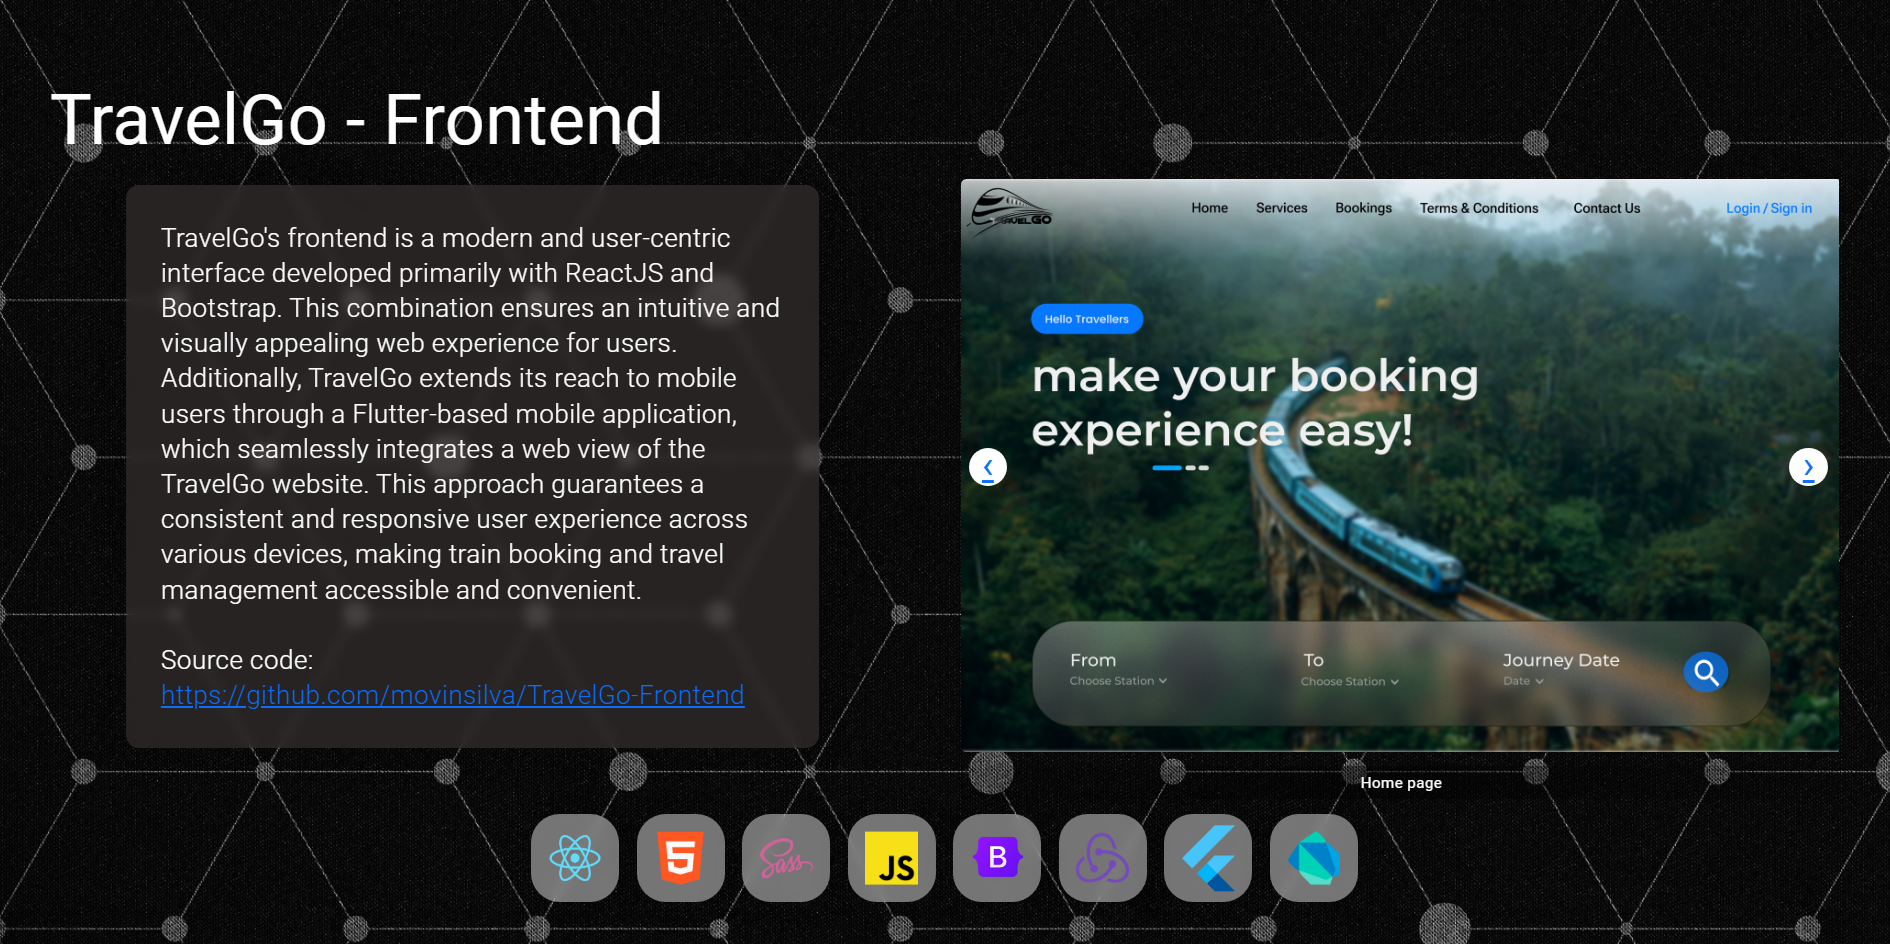 TravelGo - Frontend
TravelGo's frontend is a modern and user-centric
interface developed primarily with ReactJS and
Bootstrap. This combination ensures an intuitive and
visually appealing web experience for users.
Additionally, TravelGo extends its reach to mobile
users through a Flutter-based mobile application,
which seamlessly integrates a web view of the
TravelGo website. This approach guarantees a
consistent and responsive user experience across
various devices, making train booking and travel
management accessible and convenient.
Source code:
https://github.com/movinsilva/TravelGo-Frontend
TRAVELGO
Home Services Bookings Terms & Conditions Contact Us Login / Sign in
Hello Travellers
make your booking
experience easy!
From To Journey Date
Choose Station Choose Station Date
Home page
5 Sass JS B